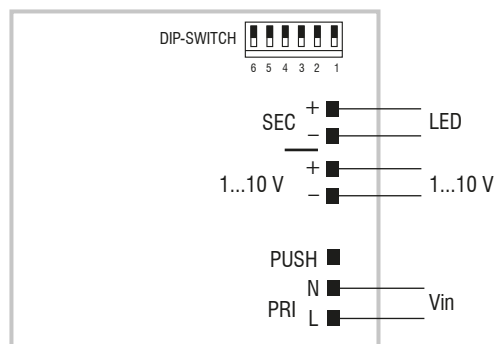 DIP-SWITCH
6 5 4 3 2 1
+
SEC
LED
−
+
1...10 V
1...10 V
−
PUSH
N
PRI
Vin
L